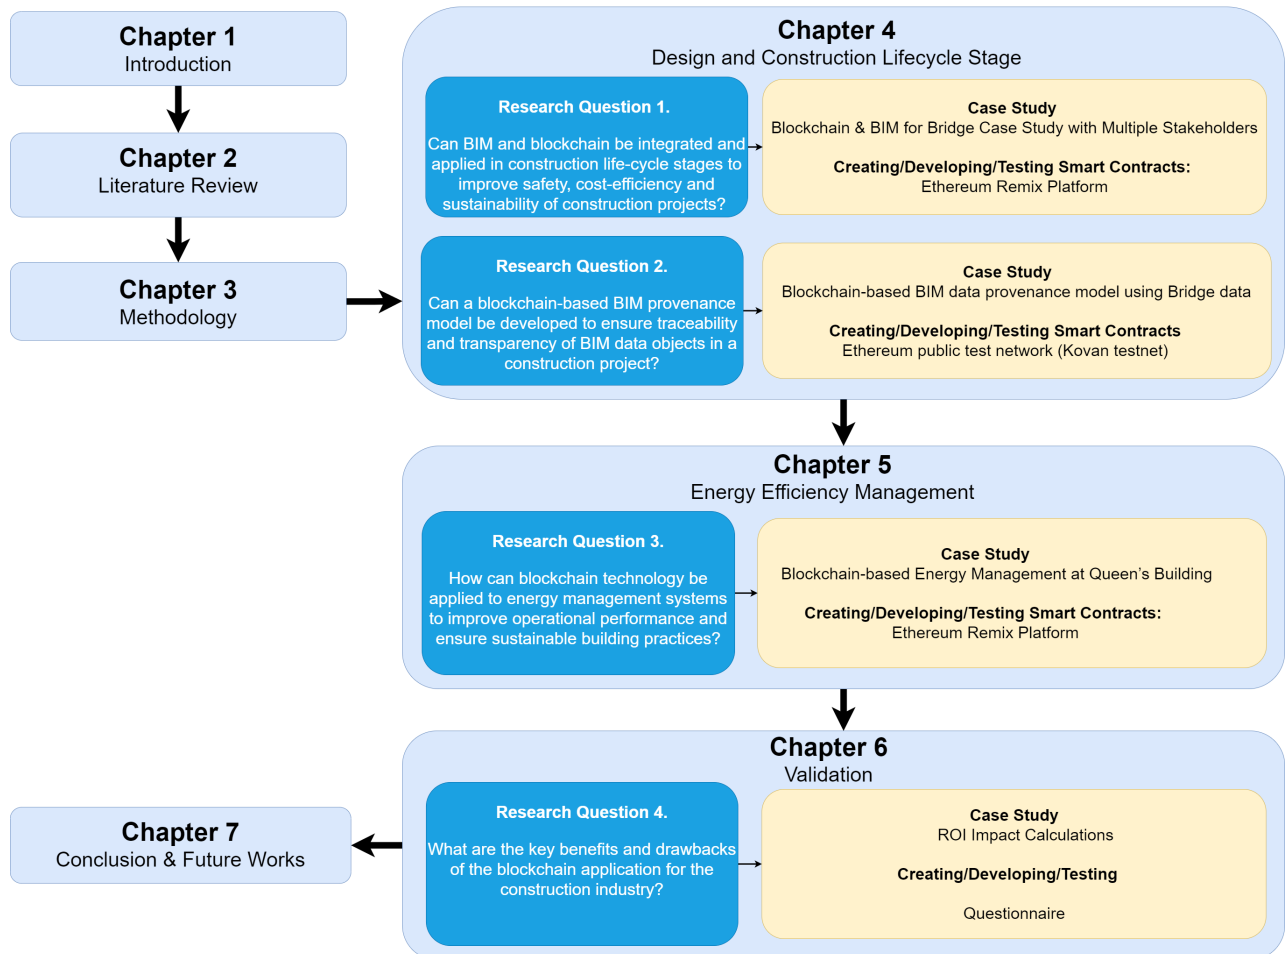 Chapter 1
Introduction
Chapter 2
Literature Review
Chapter 3
Methodology
Chapter 4
Design and Construction Lifecycle Stage
Research Question 1.
Can BIM and blockchain be integrated and
applied in construction life-cycle stages to
improve safety, cost-efficiency and
sustainability of construction projects?
Case Study
Blockchain & BIM for Bridge Case Study with Multiple Stakeholders
Creating/Developing/Testing Smart Contracts:
Ethereum Remix Platform
Research Question 2.
Can a blockchain-based BIM provenance
model be developed to ensure traceability
and transparency of BIM data objects in a
construction project?
Case Study
Blockchain-based BIM data provenance model using Bridge data
Creating/Developing/Testing Smart Contracts
Ethereum public test network (Kovan testnet)
Chapter 5
Energy Efficiency Management
Research Question 3.
How can blockchain technology be
applied to energy management systems
to improve operational performance and
ensure sustainable building practices?
Case Study
Blockchain-based Energy Management at Queen's Building
Creating/Developing/Testing Smart Contracts:
Ethereum Remix Platform
Chapter 6
Validation
Research Question 4.
What are the key benefits and drawbacks
of the blockchain application for the
construction industry?
Case Study
ROI Impact Calculations
Creating/Developing/Testing
Questionnaire
Chapter 7
Conclusion & Future Works